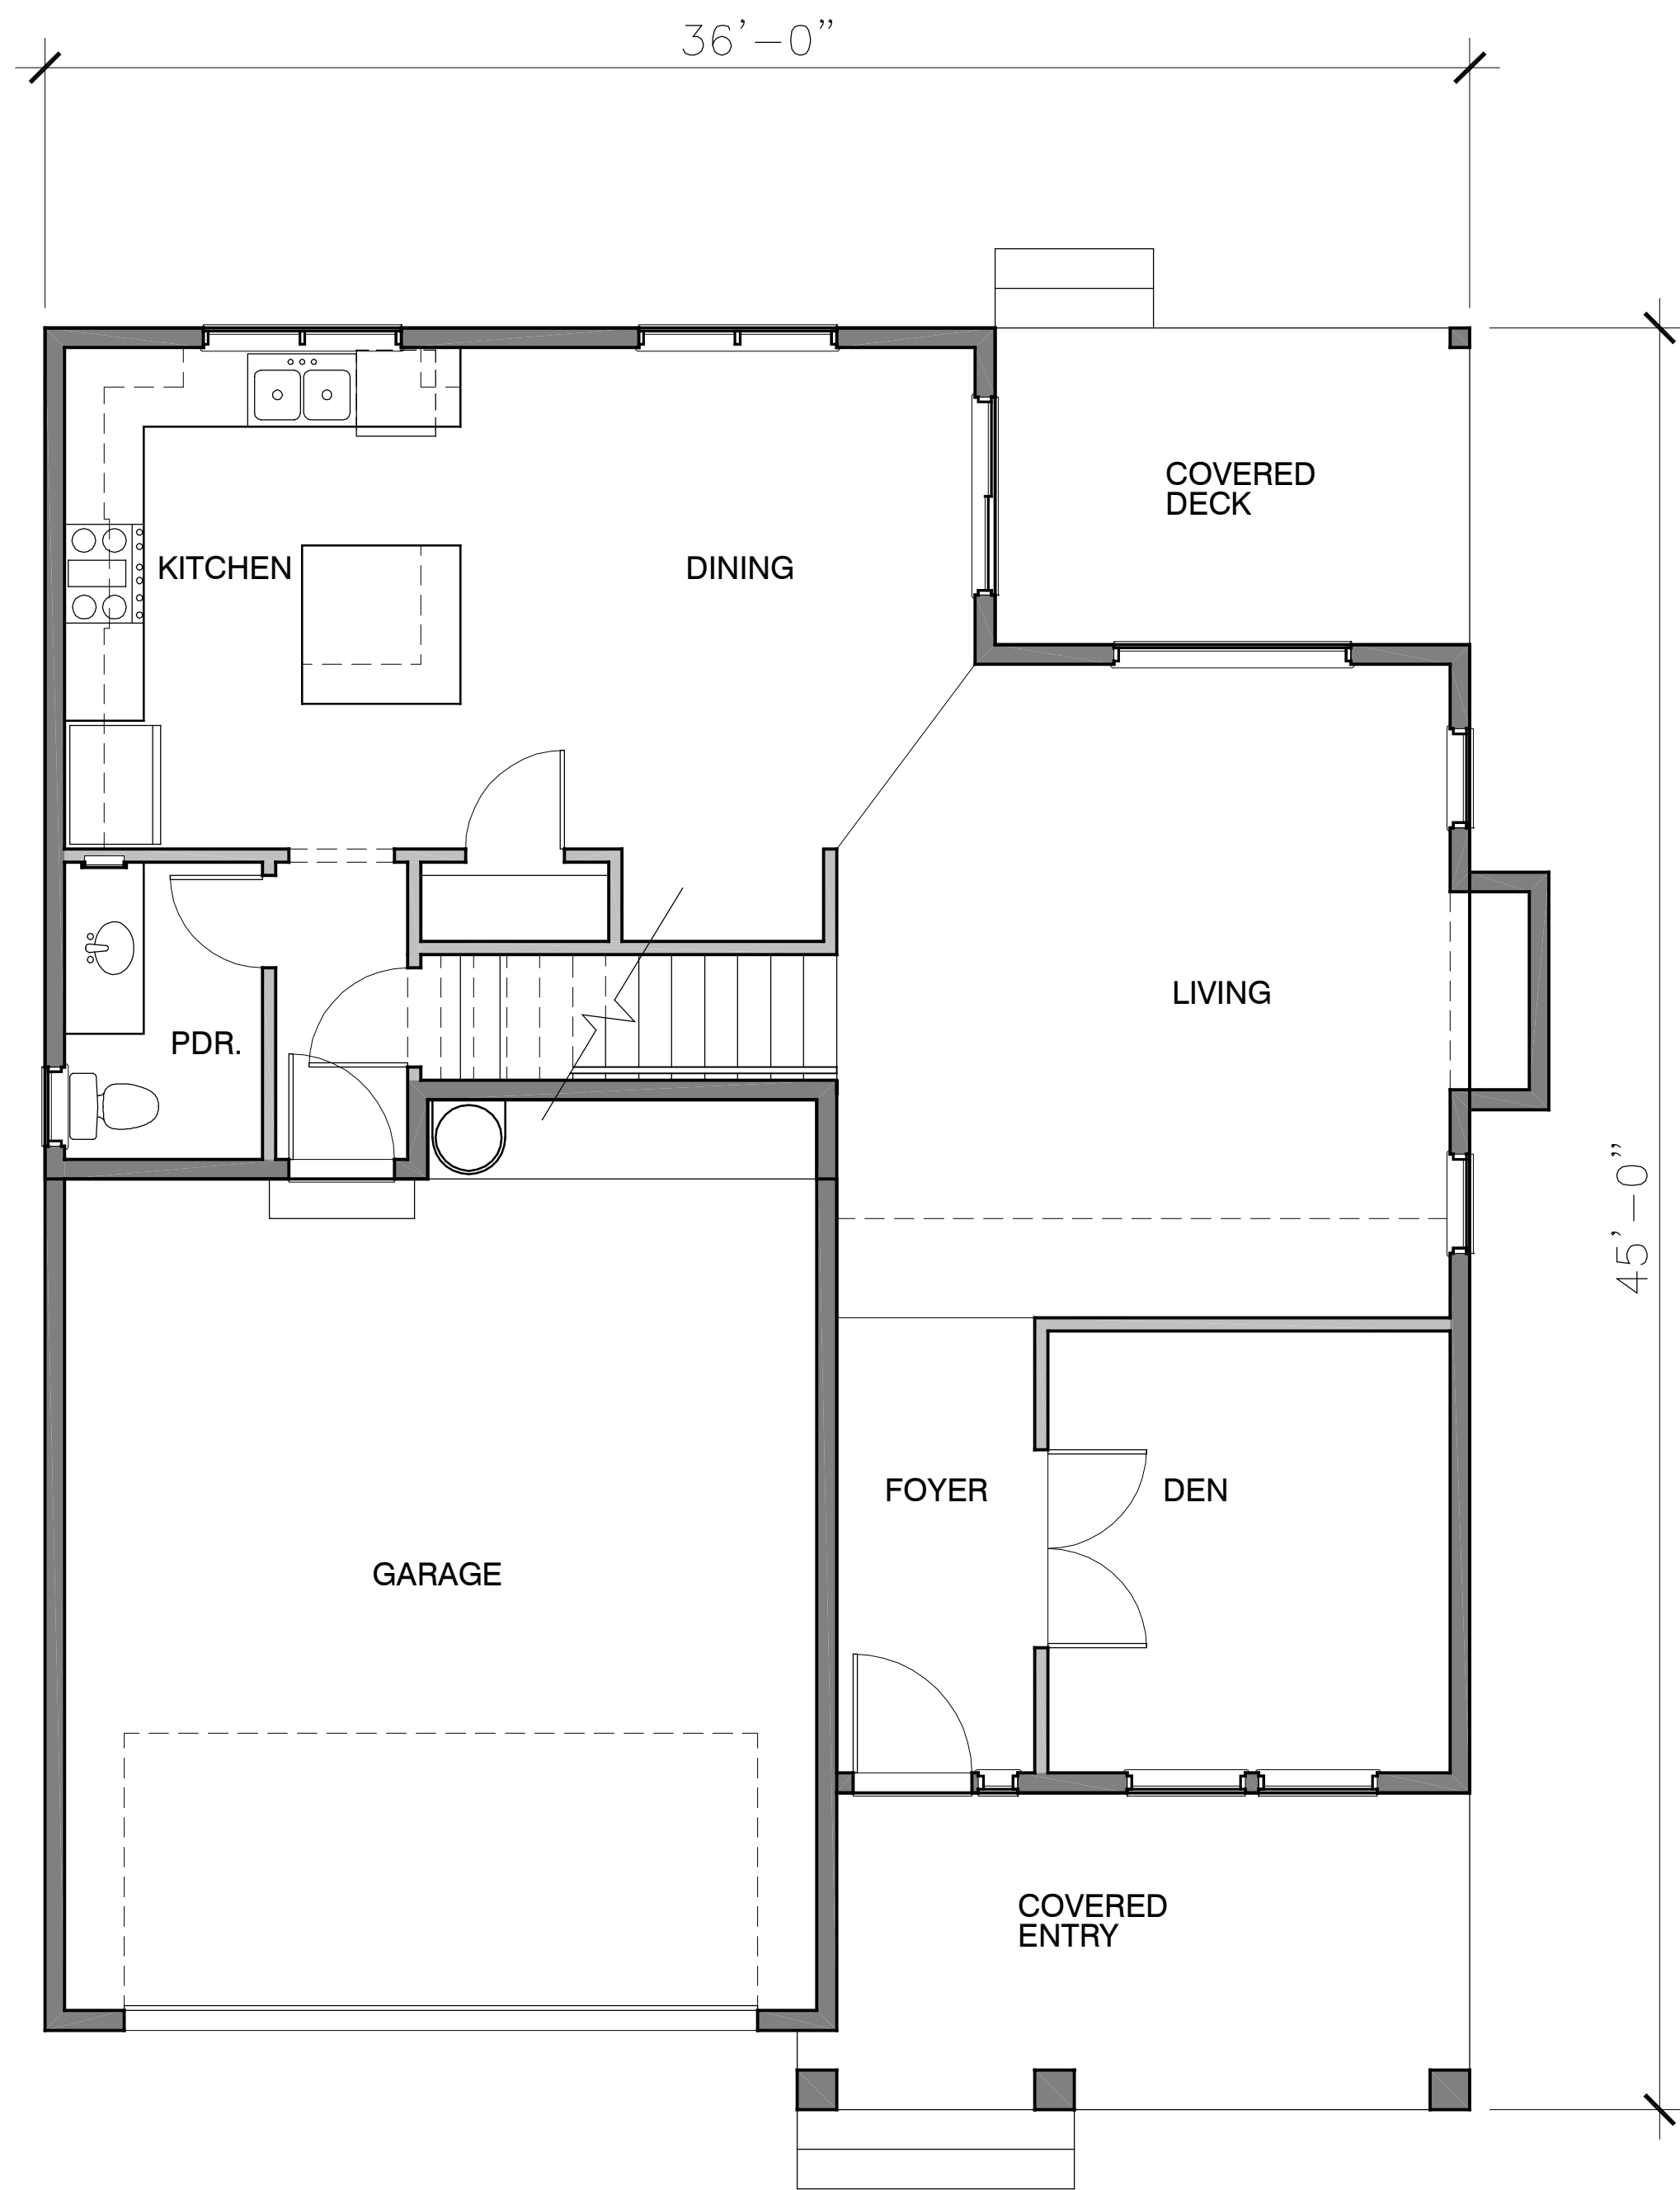 36'-0"
COVERED
DECK
KITCHEN
DINING
LIVING
PDR.
45'-0"
FOYER
DEN
GARAGE
COVERED
ENTRY